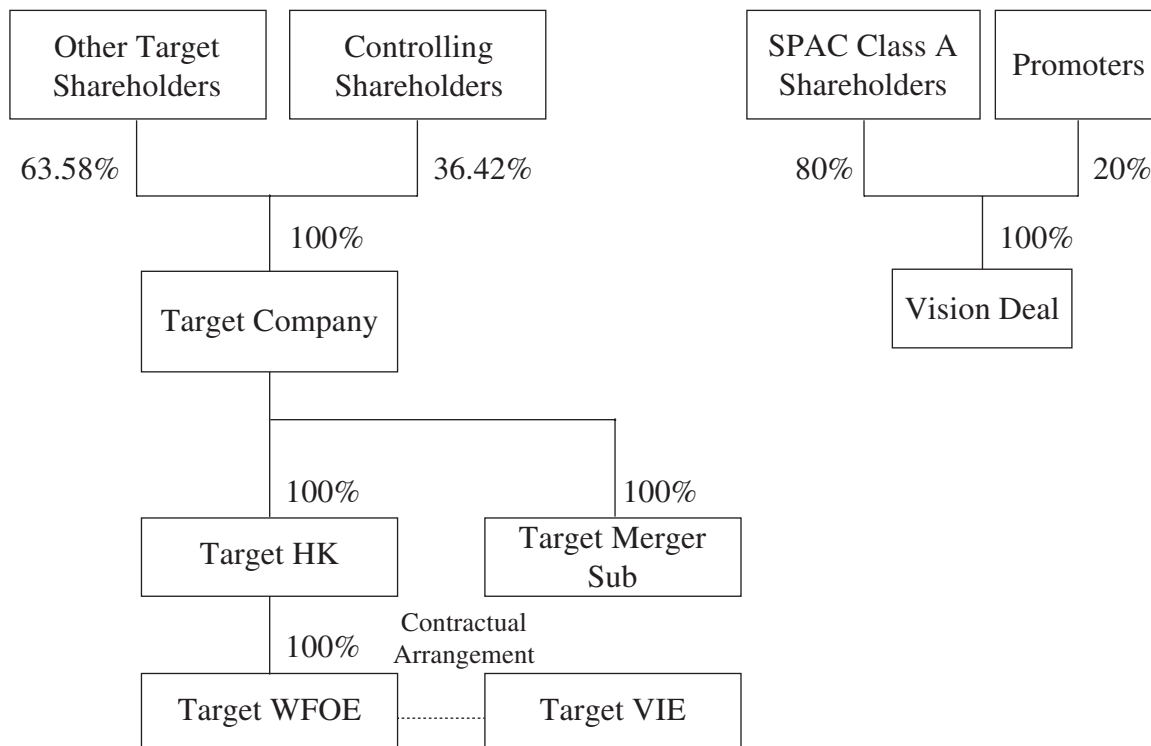 Other Target
Shareholders
Controlling
Shareholders
SPAC Class A
Shareholders
Promoters
63.58%
36.42%
80%
20%
100%
100%
Target Company
Vision Deal
100%
100%
Target HK
Target Merger
Sub
100%
Contractual
Arrangement
Target WFOE
Target VIE